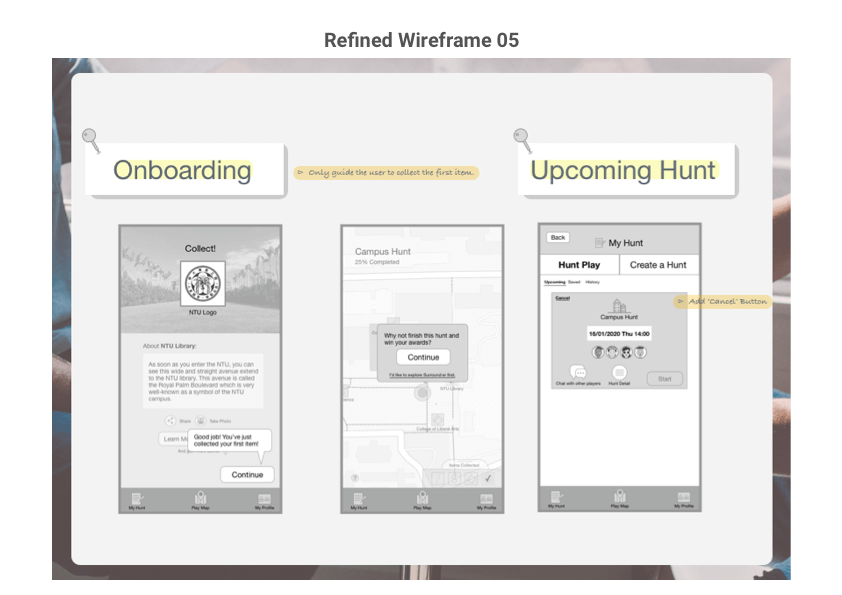 Refined Wireframe 05
Onboarding
▷ Only guide the user to collect the first item.
Upcoming Hunt
Collect!
NTU Logo
About NTU Library:
As soon as you enter the NTU, you can
see this wide and straight avenue extend
to the NTU library. This avenue is called
the Royal Palm Boulevard which is very
well-known as a symbol of the NTU
campus.
Share
Take Photo
Learn Mo
Good job! You've just
collected your first item!
Continue
My Hunt
Play Map
My Profile
Campus Hunt
25% Completed
Why not finish this hunt and
win your awards?
Continue
I'd like to explore Surround or Bait.
NTU Library
College of Liberal Arts
Items Collected
My Hunt
Play Map
My Profile
Back
My Hunt
Hunt Play
Create a Hunt
Upcoming
Saved
History
▷ Add "Cancel" Button
Cancel
Campus Hunt
15/01/2020 Thu 14:00
Chat with other players
Hunt Detail
Start
My Hunt
Play Map
My Profile